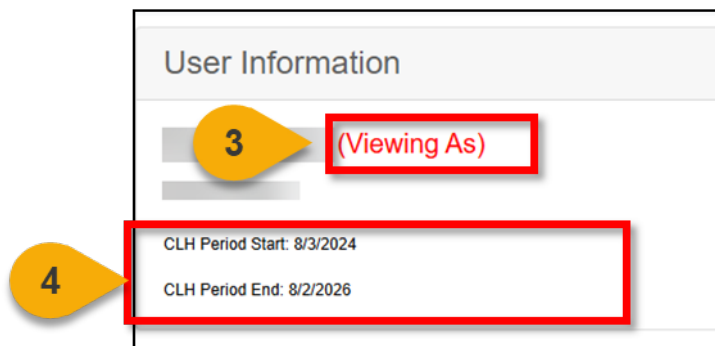 User Information
3 (Viewing As)
CLH Period Start: 8/3/2024
4
CLH Period End: 8/2/2026